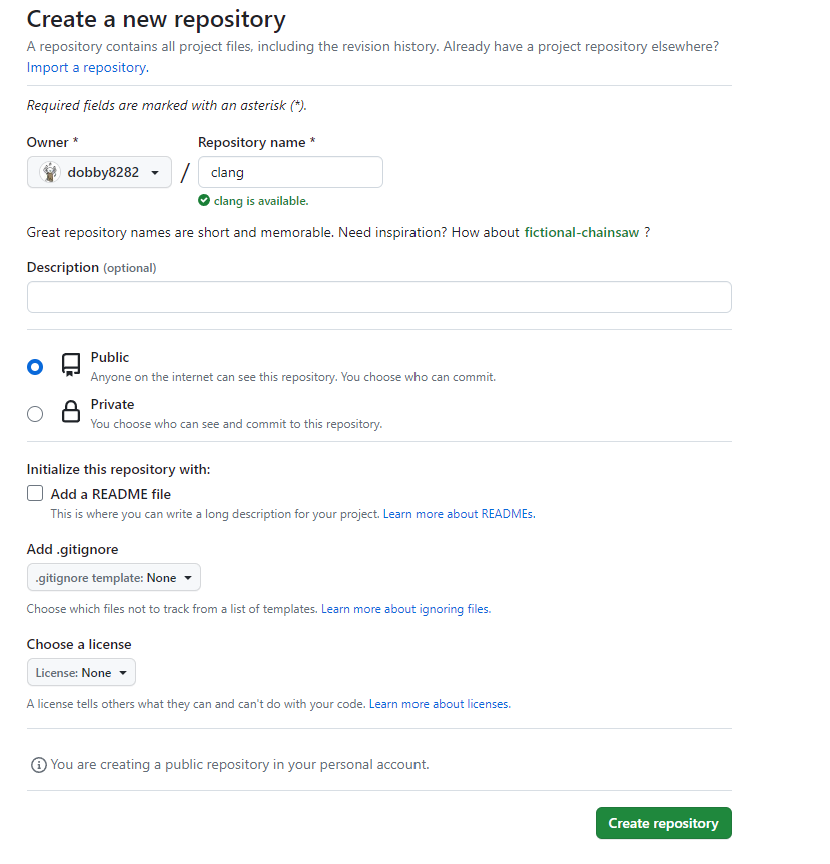 Create a new repository
A repository contains all project files, including the revision history. Already have a project repository elsewhere?
Import a repository.
Required fields are marked with an asterisk (*).
Owner *
Repository name *
dobby8282
/
clang
clang is available.
Great repository names are short and memorable. Need inspiration? How about fictional-chainsaw ?
Description (optional)
Public
Anyone on the internet can see this repository. You choose who can commit.
Private
You choose who can see and commit to this repository.
Initialize this repository with:
Add a README file
This is where you can write a long description for your project. Learn more about READMEs.
Add .gitignore
.gitignore template: None
Choose which files not to track from a list of templates. Learn more about ignoring files.
Choose a license
License: None
A license tells others what they can and can't do with your code. Learn more about licenses.
You are creating a public repository in your personal account.
Create repository